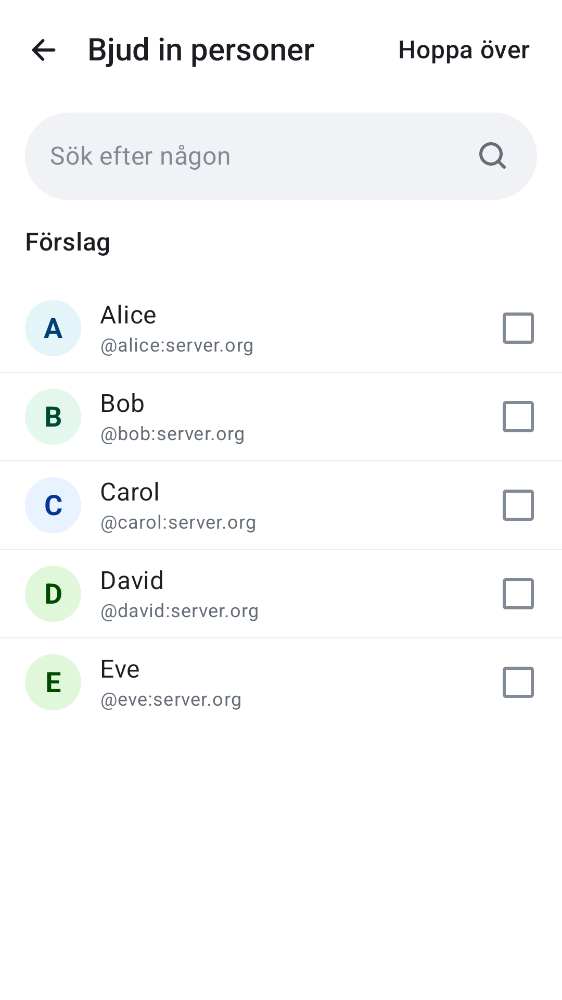 Bjud in personer
Hoppa över
Sök efter någon
Förslag
A
Alice
@alice:server.org
B
Bob
@bob:server.org
C
Carol
@carol:server.org
D
David
@david:server.org
E
Eve
@eve:server.org